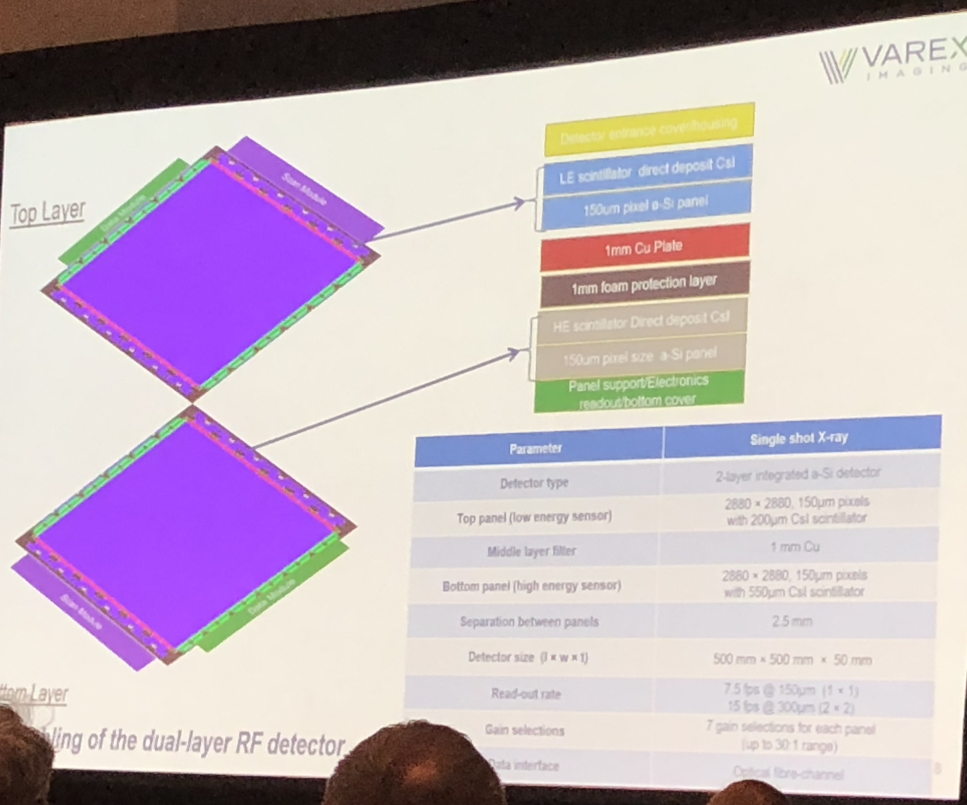 VAREX
IMAGING
Top Layer
Data Module
Scan Module
Detector entrance cover/housing
LE scintillator direct deposit CsI
150um pixel a-Si panel
1mm Cu Plate
1mm foam protection layer
HE scintillator Direct deposit CsI
150um pixel size a-Si panel
Panel support/Electronics
readout/bottom cover
Scan Module
Data Module
Layer
of the dual-layer RF detector
Parameter Single shot X-ray
Detector type 2-layer integrated a-Si detector
Top panel (low energy sensor) 2880 × 2880, 150µm pixels
with 200µm CsI scintillator
Middle layer filter 1 mm Cu
Bottom panel (high energy sensor) 2880 × 2880, 150µm pixels
with 550µm CsI scintillator
Separation between panels 2.5 mm
Detector size (l × w × t) 500 mm × 500 mm × 50 mm
Read-out rate 7.5 fps @ 150µm (1 × 1)
15 fps @ 300µm (2 × 2)
Gain selections 7 gain selections for each panel
(up to 30:1 range)
Data interface Optical fibre-channel
8